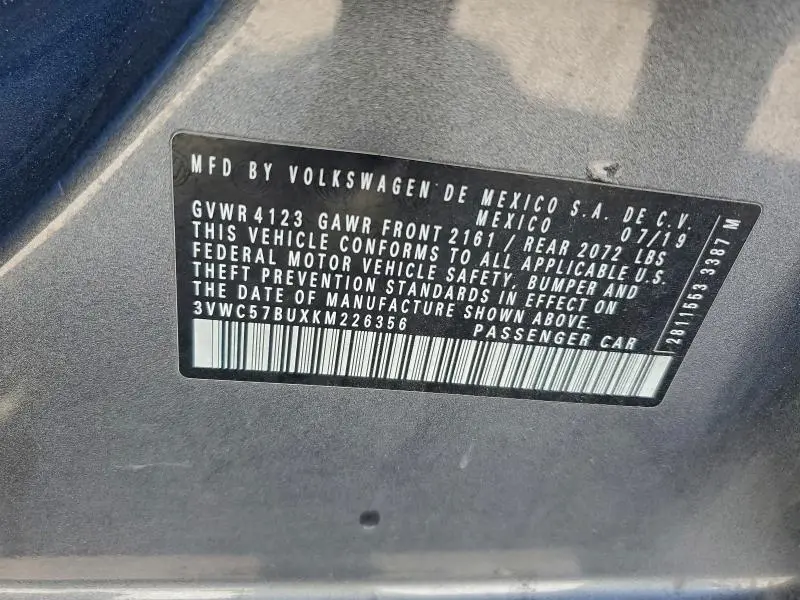 MFD BY VOLKSWAGEN DE MEXICO S.A. DE C.V.
MEXICO 07/19
GVWR 4123 GAWR FRONT 2161 / REAR 2072 LBS
THIS VEHICLE CONFORMS TO ALL APPLICABLE U.S.
FEDERAL MOTOR VEHICLE SAFETY, BUMPER AND
THEFT PREVENTION STANDARDS IN EFFECT ON
THE DATE OF MANUFACTURE SHOWN ABOVE.
3VWC57BUXKM226356 PASSENGER CAR
2811553 3387 M